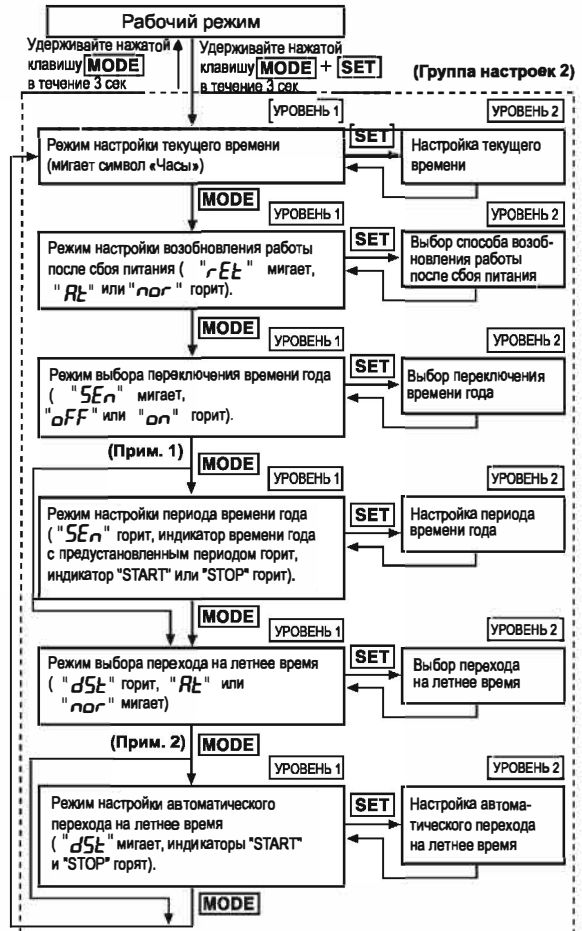 Рабочий режим
Удерживайте нажатой
клавишу MODE
в течение 3 сек
Удерживайте нажатой
клавишу MODE + SET
в течение 3 сек
(Группа настроек 2)
УРОВЕНЬ 1
УРОВЕНЬ 2
Режим настройки текущего времени
(мигает символ «Часы»)
SET
Настройка текущего
времени
MODE
УРОВЕНЬ 1
УРОВЕНЬ 2
Режим настройки возобновления работы
после сбоя питания ( "rEt" мигает,
"At" или "nor" горит).
SET
Выбор способа возоб-
новления работы
после сбоя питания
MODE
УРОВЕНЬ 1
УРОВЕНЬ 2
Режим выбора переключения времени года
( "SEn" мигает,
"oFF" или "on" горит).
SET
Выбор переключения
времени года
(Прим. 1)
MODE
УРОВЕНЬ 1
УРОВЕНЬ 2
Режим настройки периода времени года
( "SEn" горит, индикатор времени года
с предустановленным периодом горит,
индикатор "START" или "STOP" горит).
SET
Настройка периода
времени года
MODE
УРОВЕНЬ 1
УРОВЕНЬ 2
Режим выбора перехода на летнее время
( "dSt" горит, "At" или
"nor" мигает)
SET
Выбор перехода
на летнее время
(Прим. 2)
MODE
УРОВЕНЬ 1
УРОВЕНЬ 2
Режим настройки автоматического
перехода на летнее время
( "dSt" мигает, индикаторы "START"
и "STOP" горят).
SET
Настройка автома-
тического перехода
на летнее время
MODE